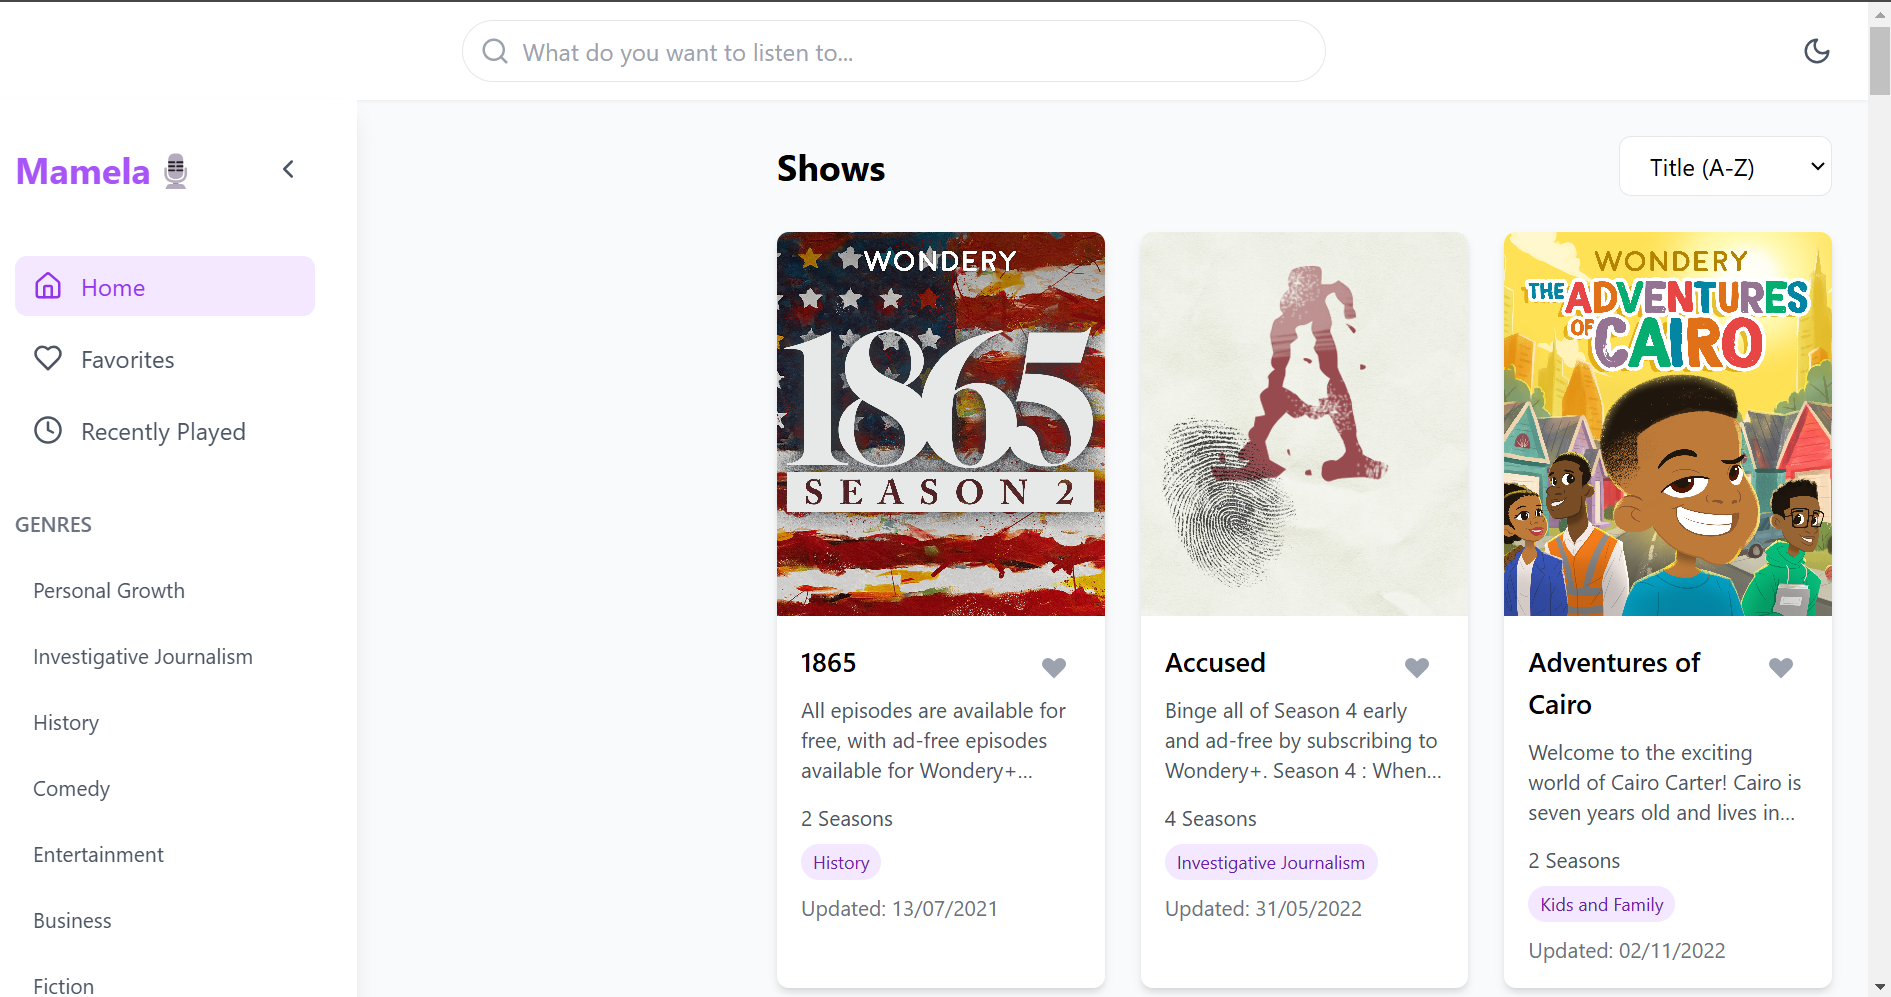 What do you want to listen to...
Mamela
Home
Favorites
Recently Played
GENRES
Personal Growth
Investigative Journalism
History
Comedy
Entertainment
Business
Fiction
Shows
Title (A-Z)
WONDERY
1865
SEASON 2
1865
All episodes are available for
free, with ad-free episodes
available for Wondery+...
2 Seasons
History
Updated: 13/07/2021
A
Accused
Binge all of Season 4 early
and ad-free by subscribing to
Wondery+. Season 4 : When...
4 Seasons
Investigative Journalism
Updated: 31/05/2022
WONDERY
THE ADVENTURES
OF CAIRO
Adventures of
Cairo
Welcome to the exciting
world of Cairo Carter! Cairo is
seven years old and lives in...
2 Seasons
Kids and Family
Updated: 02/11/2022